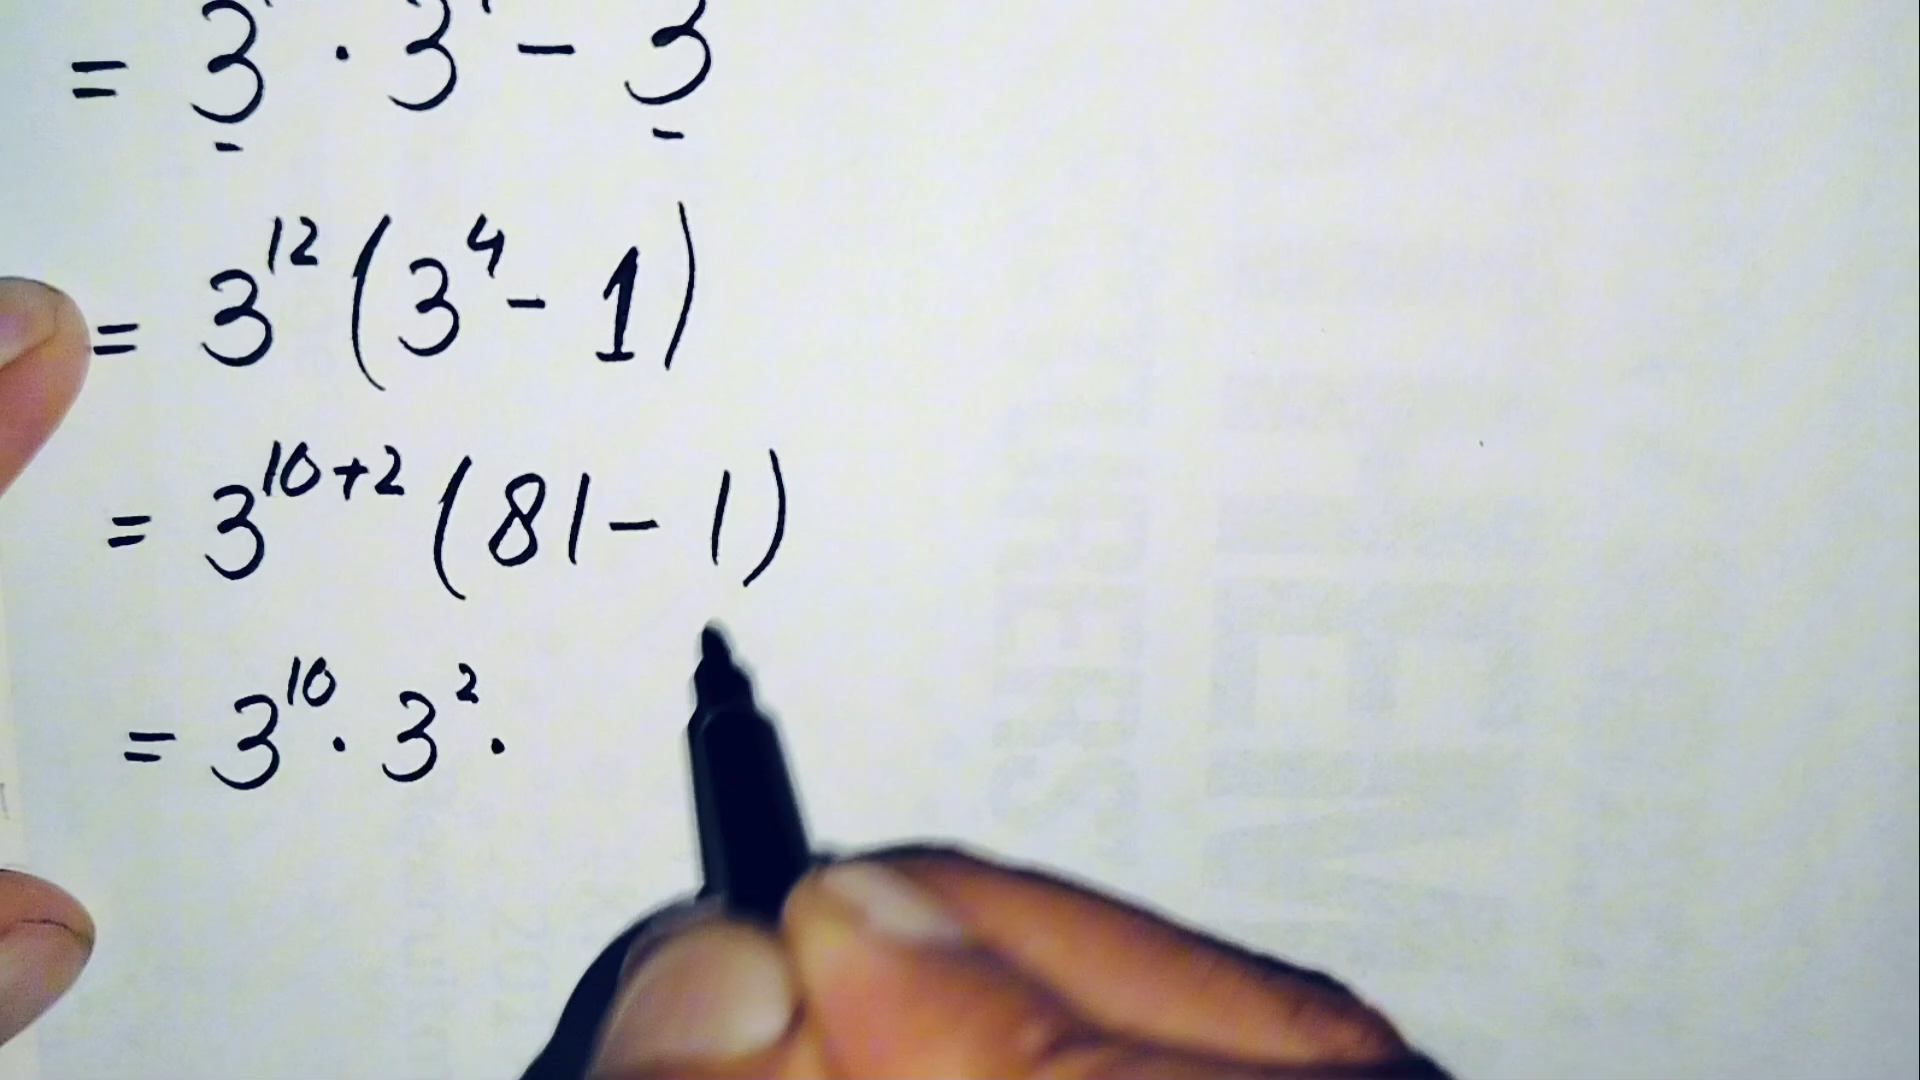 = 3 · 3 - 3
= 3¹² (3⁴ - 1)
= 3¹⁰⁺² (81 - 1)
= 3¹⁰ · 3² ·